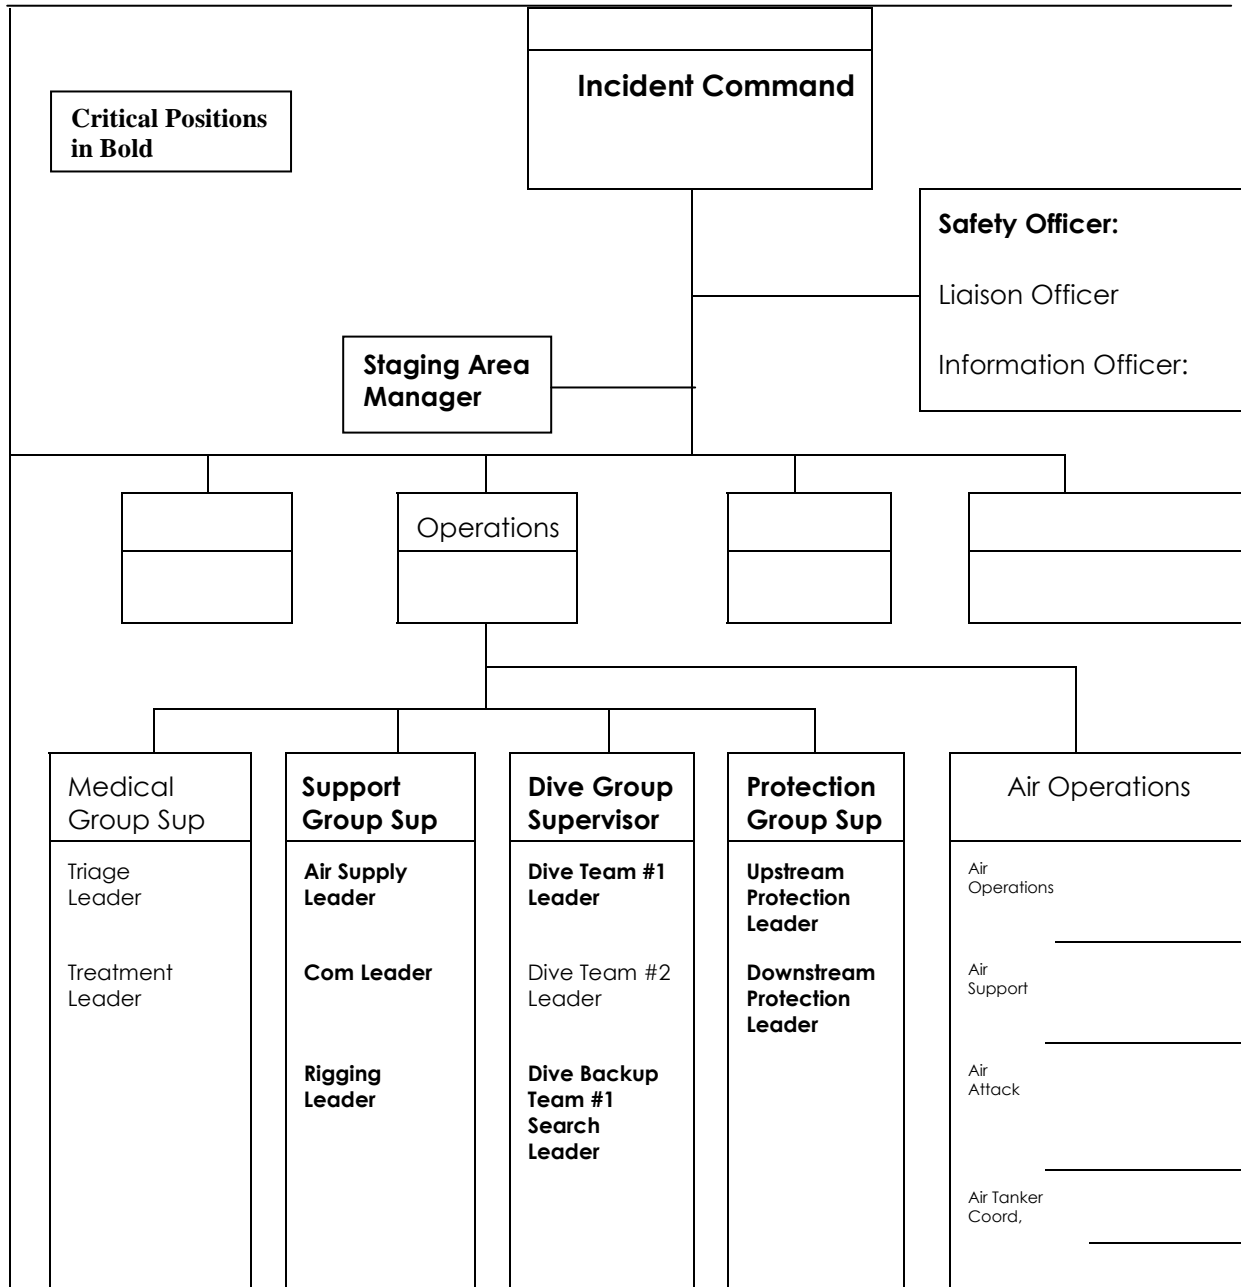 Incident Command
Critical Positions
in Bold
Safety Officer:
Liaison Officer
Information Officer:
Staging Area
Manager
Operations
Medical
Group Sup
Triage
Leader
Treatment
Leader
Support
Group Sup
Air Supply
Leader
Com Leader
Rigging
Leader
Dive Group
Supervisor
Dive Team #1
Leader
Dive Team #2
Leader
Dive Backup
Team #1
Search
Leader
Protection
Group Sup
Upstream
Protection
Leader
Downstream
Protection
Leader
Air Operations
Air
Operations
Air
Support
Air
Attack
Air Tanker
Coord,